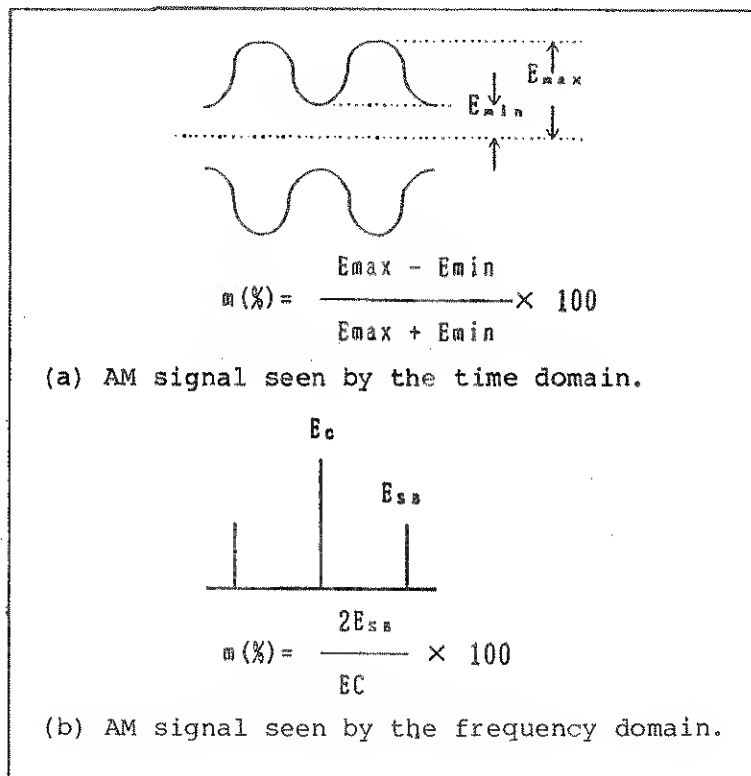 Emax
Emin
Emax - Emin
m(%)= ――― × 100
Emax + Emin
(a) AM signal seen by the time domain.
Ec
ESB
2ESB
m(%)= ――― × 100
EC
(b) AM signal seen by the frequency domain.